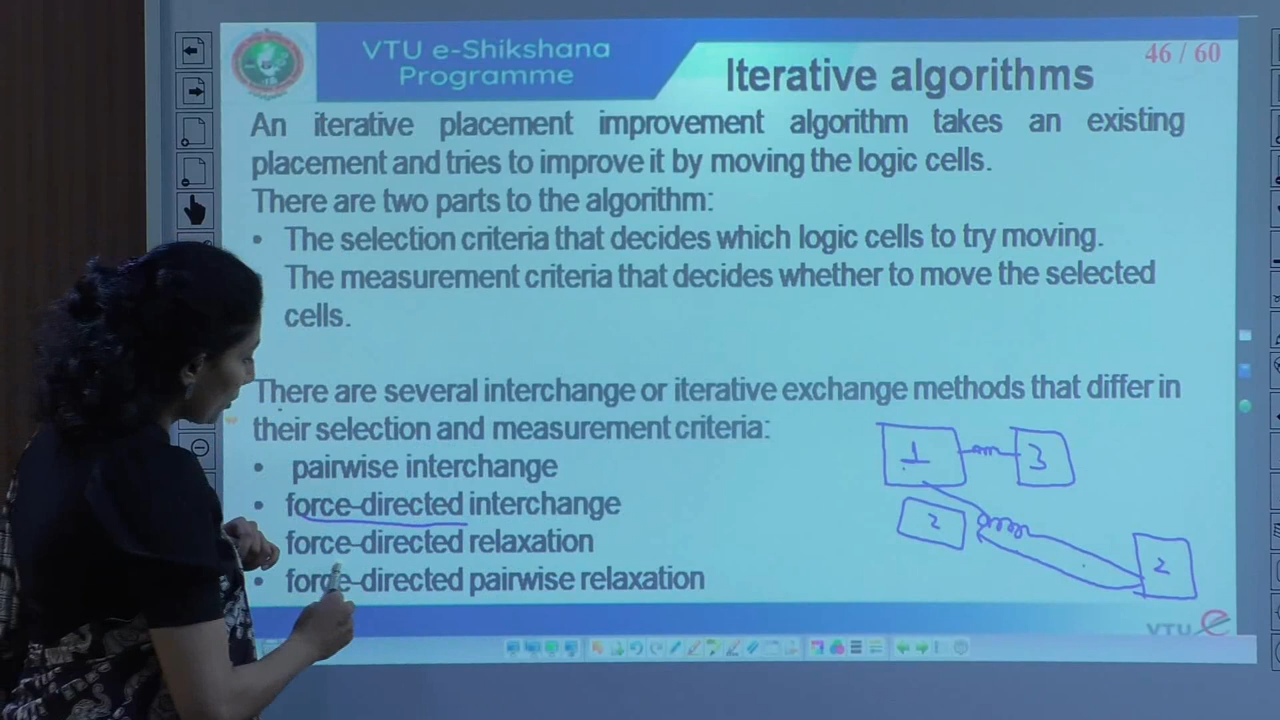 VTU e-Shikshana
Programme
Iterative algorithms
46 / 60
An iterative placement improvement algorithm takes an existing
placement and tries to improve it by moving the logic cells.
There are two parts to the algorithm:
• The selection criteria that decides which logic cells to try moving.
The measurement criteria that decides whether to move the selected
cells.
There are several interchange or iterative exchange methods that differ in
their selection and measurement criteria:
• pairwise interchange
• force-directed interchange
force-directed relaxation
• force-directed pairwise relaxation
1
3
2
2
VTU e